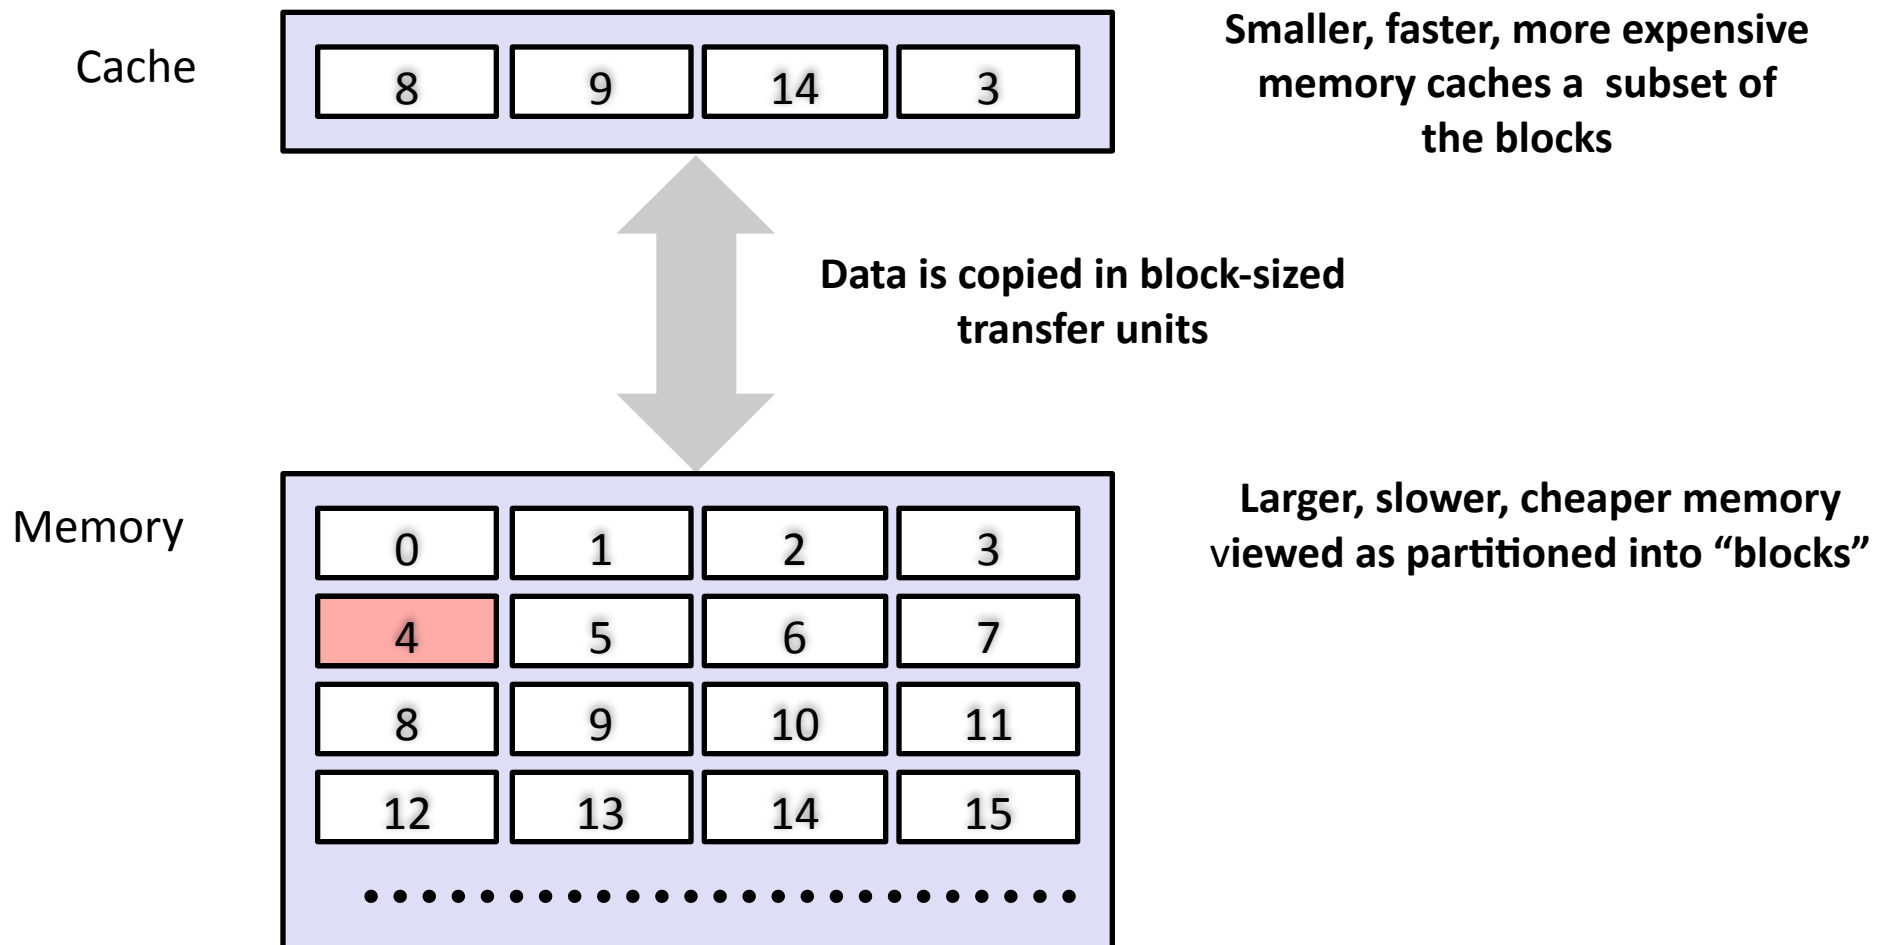 Cache
8 9 14 3
Smaller, faster, more expensive
memory caches a  subset of
the blocks
Data is copied in block-sized
transfer units
Memory
0 1 2 3
4 5 6 7
8 9 10 11
12 13 14 15
Larger, slower, cheaper memory
viewed as partitioned into “blocks”